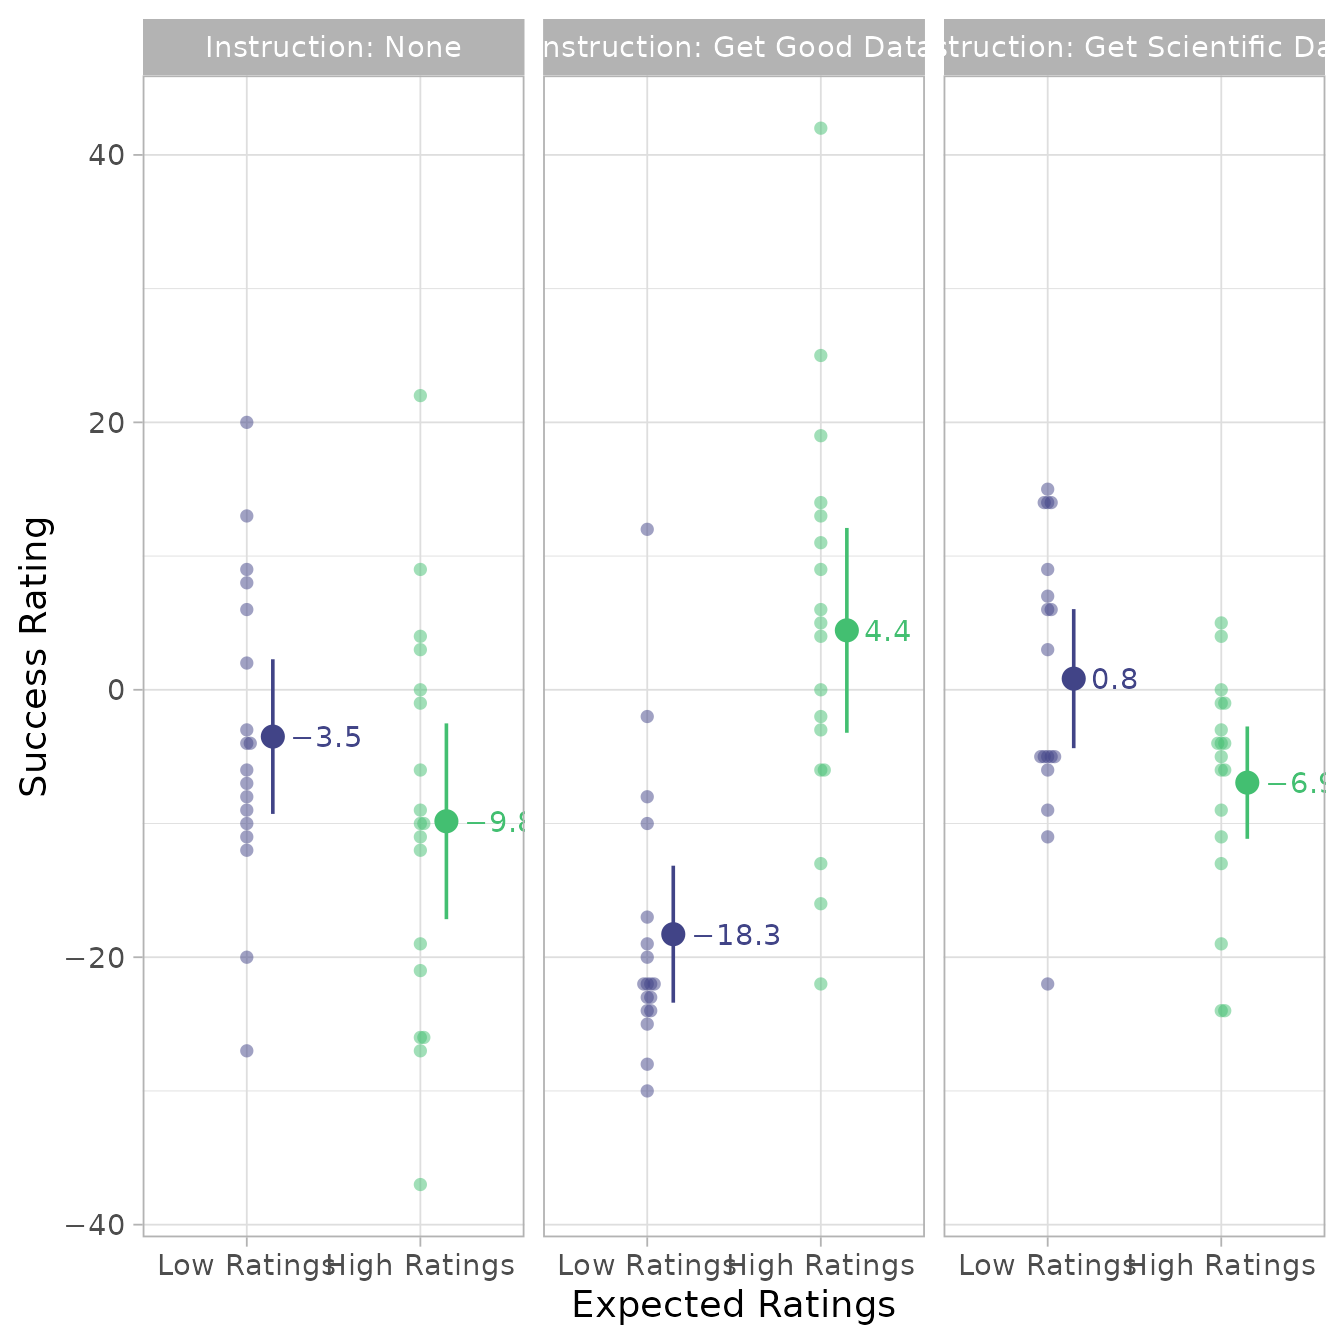 Instruction: None
nstruction: Get Good Data
struction: Get Scientific Da
Success Rating
40
20
0
−20
−40
−3.5
−9.8
−18.3
4.4
0.8
−6.9
Low Ratings High Ratings
Low Ratings High Ratings
Low Ratings High Ratings
Expected Ratings